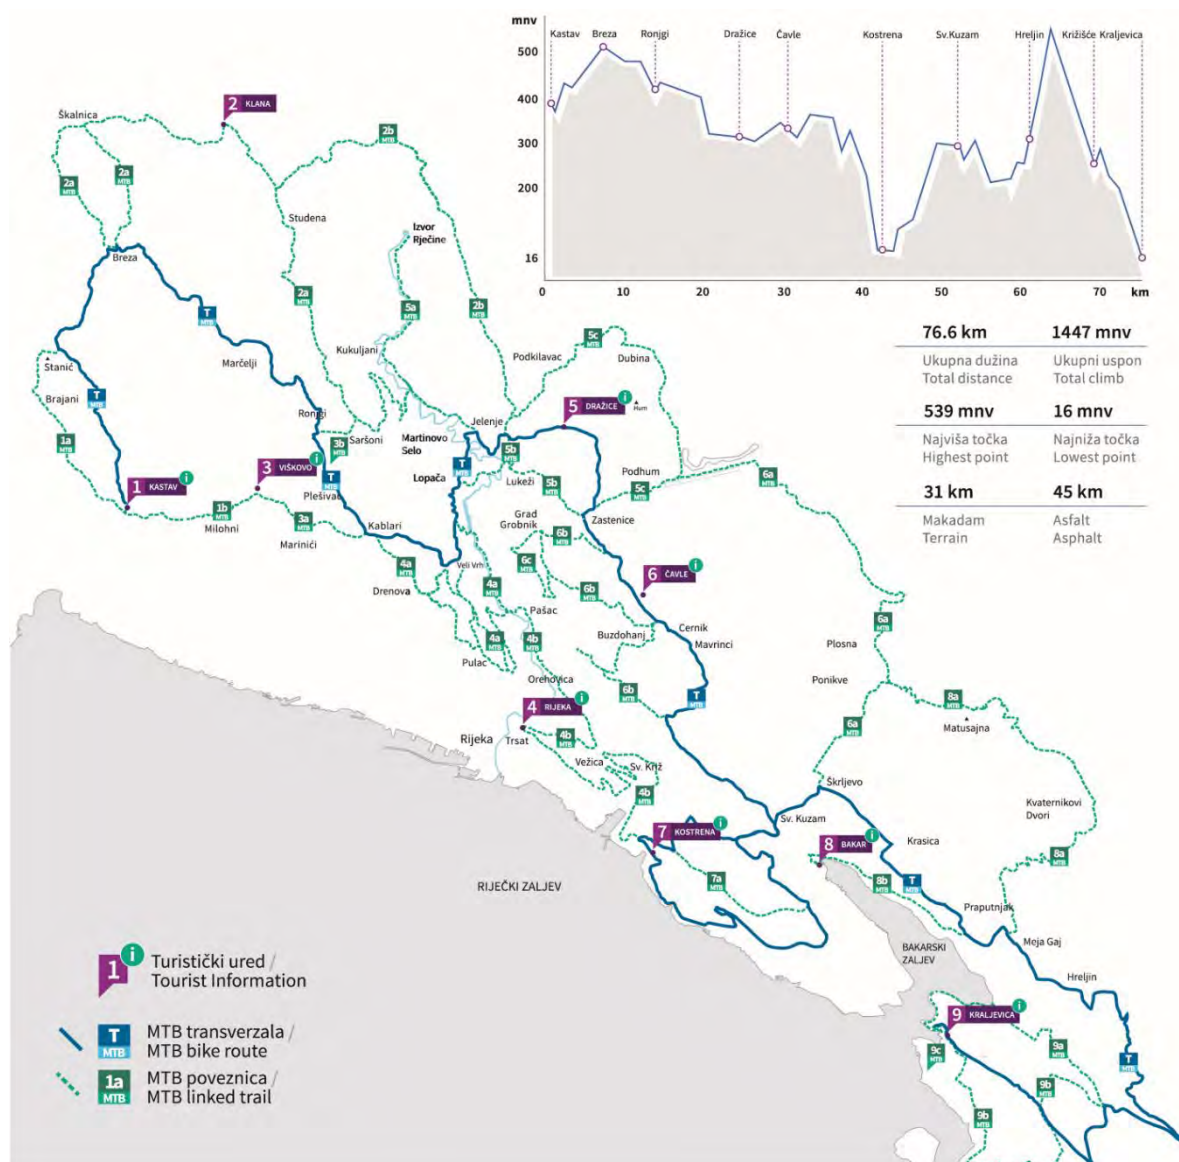 mnv
500
400
300
200
16
Kastav
Breza
Ronjgi
Dražice
Čavle
Kostrena
Sv.Kuzam
Hreljin
Križišće
Kraljevica
0
10
20
30
40
50
60
70
km
76.6 km
Ukupna dužina
Total distance
1447 mnv
Ukupni uspon
Total climb
539 mnv
Najviša točka
Highest point
16 mnv
Najniža točka
Lowest point
31 km
Makadam
Terrain
45 km
Asfalt
Asphalt
Škalnica
2 KLANA
2b
MTB
2a
MTB
2a
MTB
Studena
Izvor
Rječine
Breza
2a
MTB
5a
MTB
2b
MTB
T
MTB
5c
MTB
Kukuljani
Podkilavac
Dubina
Marčelji
Stanić
Brajani
T
MTB
5 DRAŽICE i
Hum
Ronjgi
Jelenje
1a
MTB
3b
MTB
Saršoni
Martinovo
Selo
5b
MTB
3 VIŠKOVO i
T
MTB
T
MTB
Lopača
Lukeži
5b
MTB
Podhum
5c
MTB
6a
MTB
1 KASTAV i
Plešivac
1b
MTB
Milohni
3a
MTB
Marinići
Kablari
Grad
Grobnik
Zastenice
6b
MTB
6c
MTB
4a
MTB
Veli Vrh
4a
MTB
6b
MTB
6 ČAVLE i
Drenova
Pašac
6a
MTB
4a
MTB
4b
MTB
Buzdohanj
Cernik
Mavrinci
Plosna
Pulac
Orehovica
6b
MTB
T
MTB
Ponikve
8a
MTB
4 RIJEKA i
6a
MTB
Matusajna
Rijeka
Trsat
4b
MTB
Vežica
Sv. Križ
4b
MTB
Škrljevo
Kvaternikovi
Dvori
7 KOSTRENA i
Sv. Kuzam
8 BAKAR i
Krasica
8a
MTB
7a
MTB
8b
MTB
T
MTB
RIJEČKI ZALJEV
Praputnjak
BAKARSKI
ZALJEV
Meja Gaj
Hreljin
9 KRALJEVICA i
9c
MTB
9a
MTB
T
MTB
9b
MTB
9b
MTB
1 i Turistički ured /
Tourist Information
T
MTB
MTB transverzala /
MTB bike route
1a
MTB
MTB poveznica /
MTB linked trail